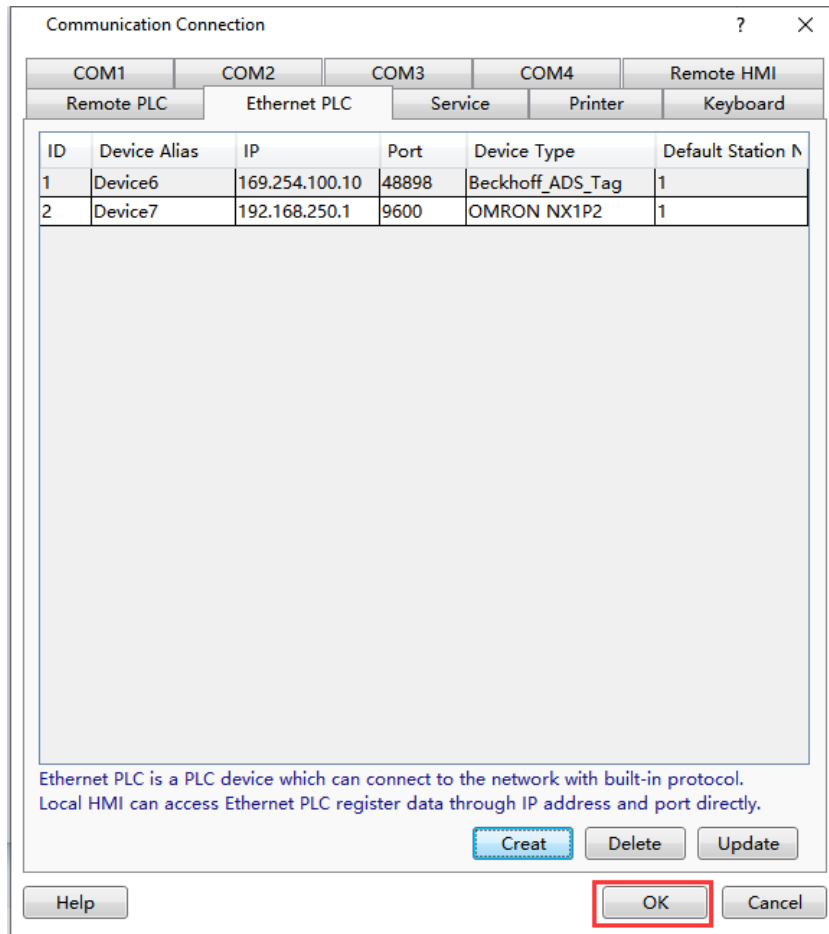 Communication Connection ? ×
COM1 COM2 COM3 COM4 Remote HMI
Remote PLC Ethernet PLC Service Printer Keyboard
ID Device Alias IP Port Device Type Default Station N
1 Device6 169.254.100.10 48898 Beckhoff_ADS_Tag 1
2 Device7 192.168.250.1 9600 OMRON NX1P2 1
Ethernet PLC is a PLC device which can connect to the network with built-in protocol.
Local HMI can access Ethernet PLC register data through IP address and port directly.
Creat Delete Update
Help OK Cancel